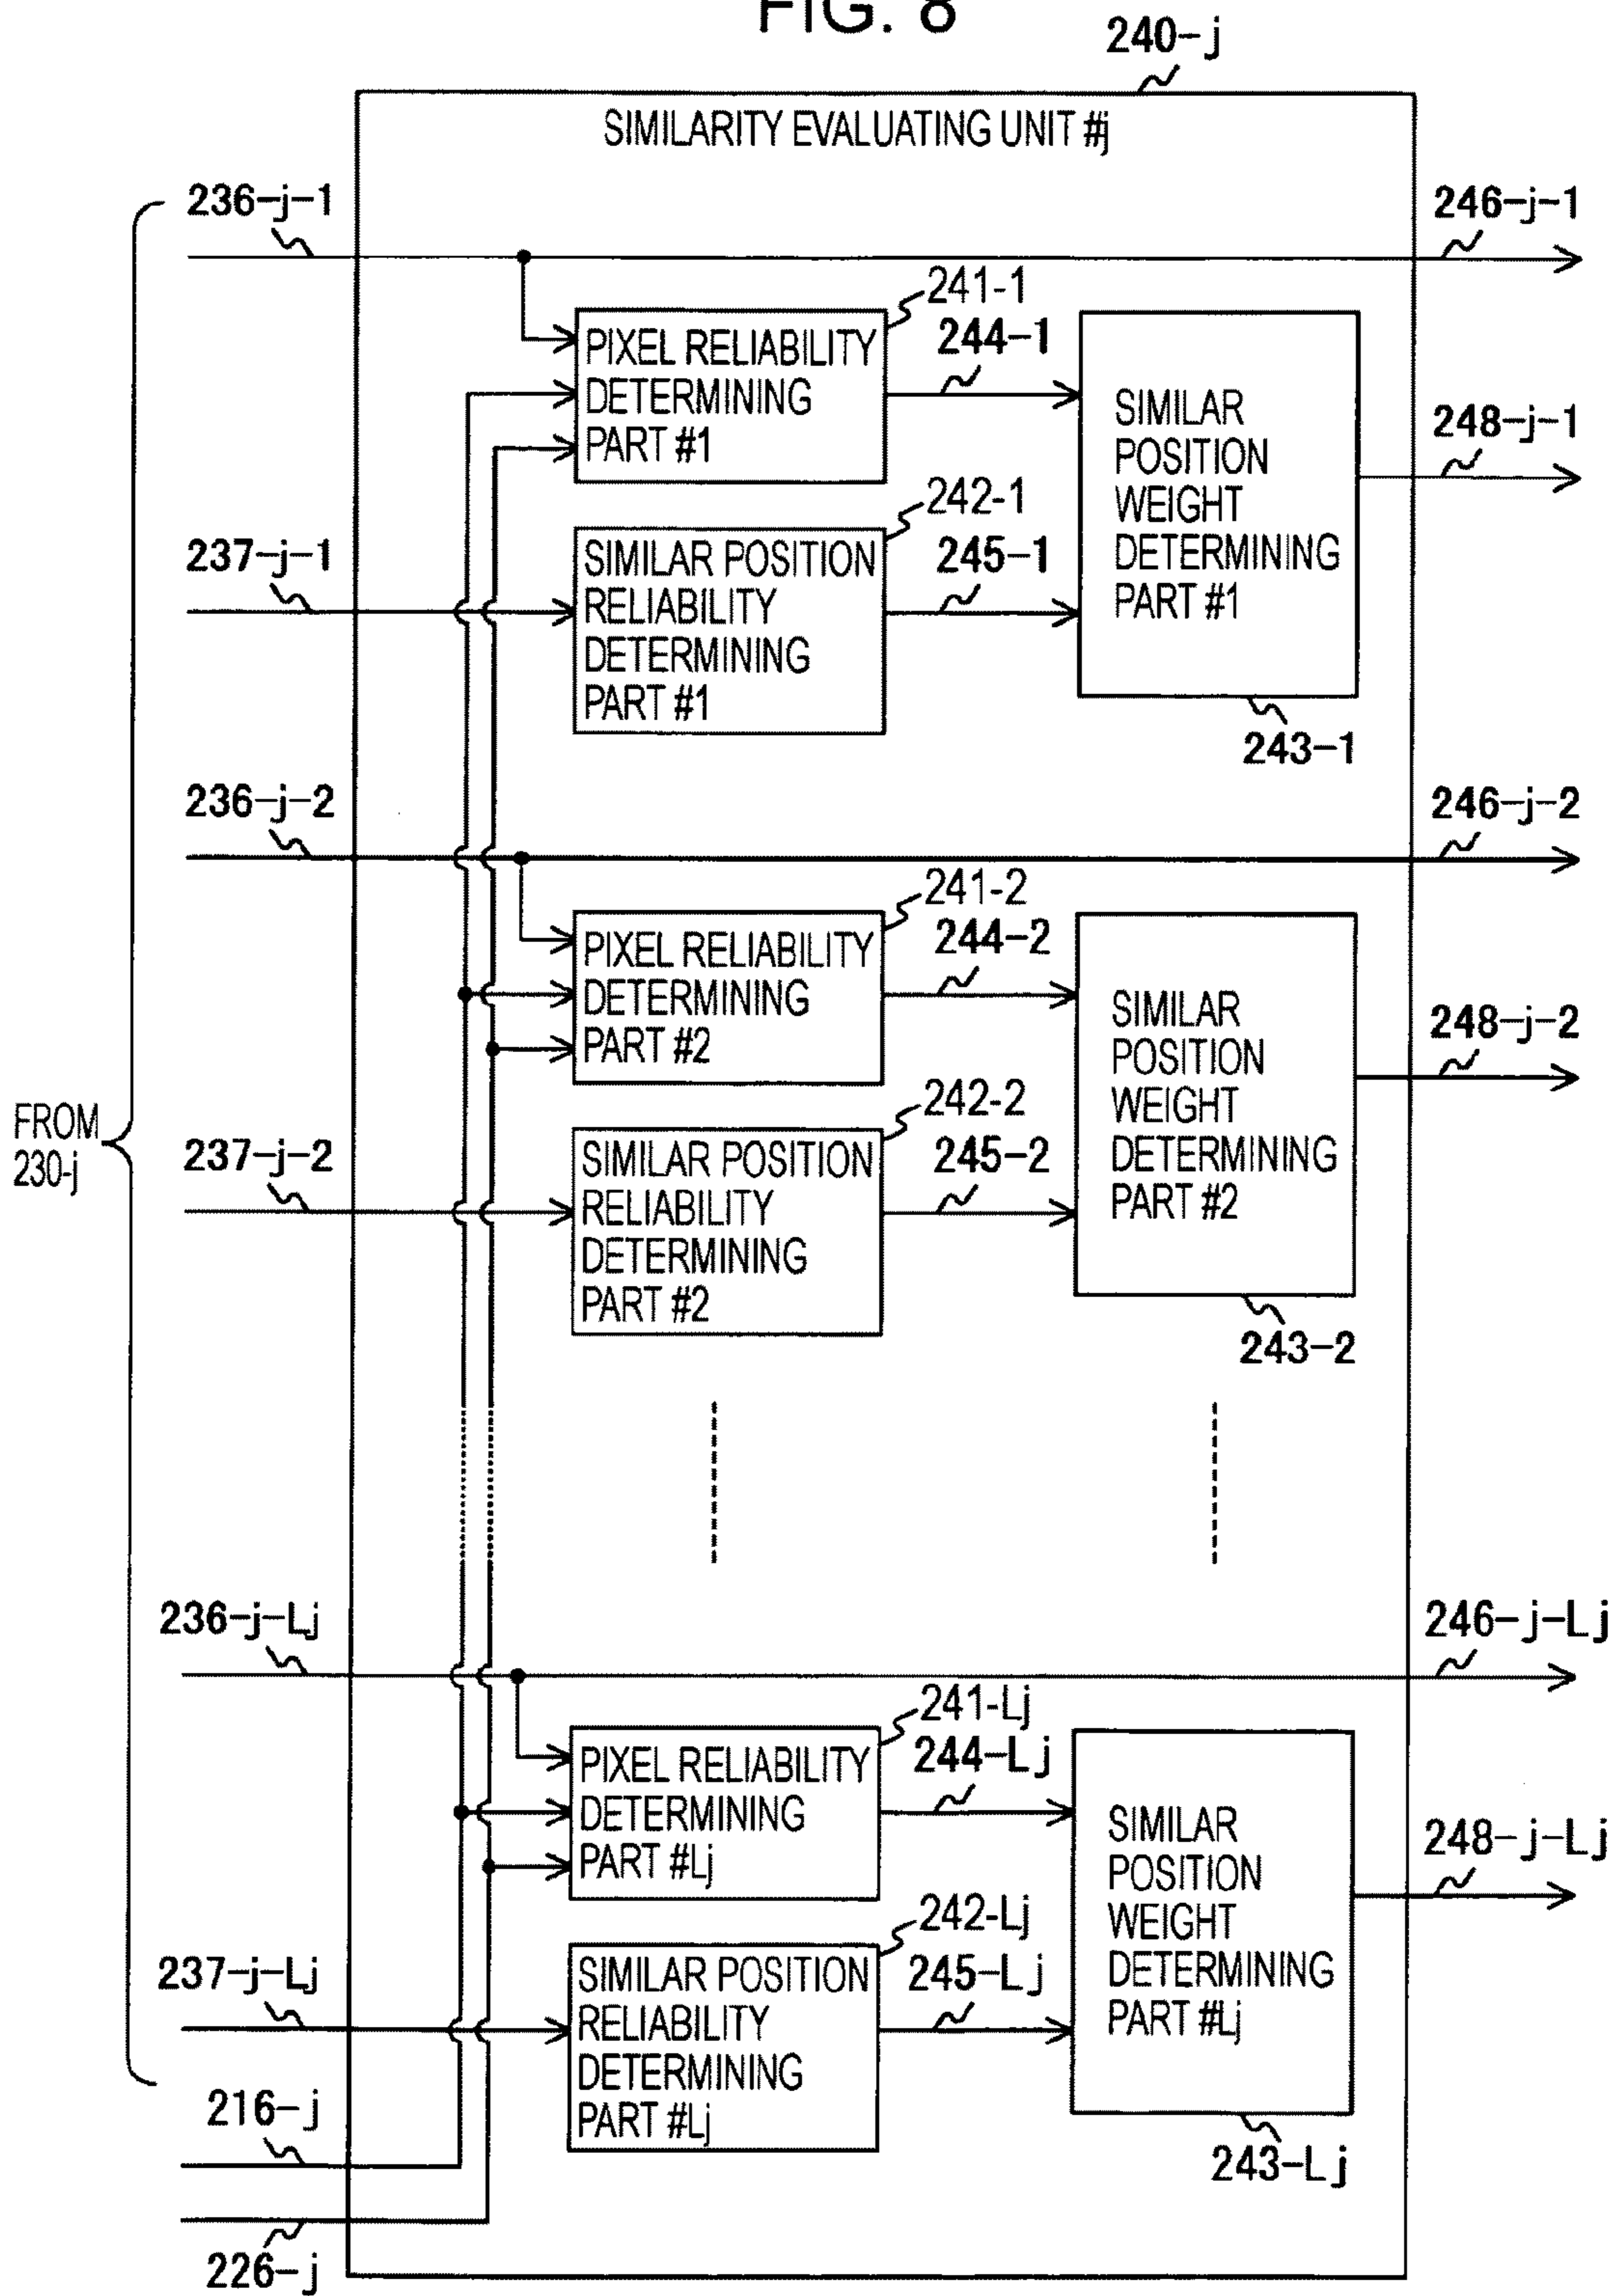 FIG. 8
240-j
SIMILARITY EVALUATING UNIT #j
236-j-1
246-j-1
241-1
PIXEL RELIABILITY
DETERMINING
PART #1
244-1
SIMILAR
POSITION
WEIGHT
DETERMINING
PART #1
248-j-1
242-1
237-j-1
SIMILAR POSITION
RELIABILITY
DETERMINING
PART #1
245-1
243-1
236-j-2
246-j-2
241-2
PIXEL RELIABILITY
DETERMINING
PART #2
244-2
SIMILAR
POSITION
WEIGHT
DETERMINING
PART #2
248-j-2
242-2
FROM
230-j
237-j-2
SIMILAR POSITION
RELIABILITY
DETERMINING
PART #2
245-2
243-2
236-j-Lj
246-j-Lj
241-Lj
PIXEL RELIABILITY
DETERMINING
PART #Lj
244-Lj
SIMILAR
POSITION
WEIGHT
DETERMINING
PART #Lj
248-j-Lj
242-Lj
237-j-Lj
SIMILAR POSITION
RELIABILITY
DETERMINING
PART #Lj
245-Lj
243-Lj
216-j
226-j